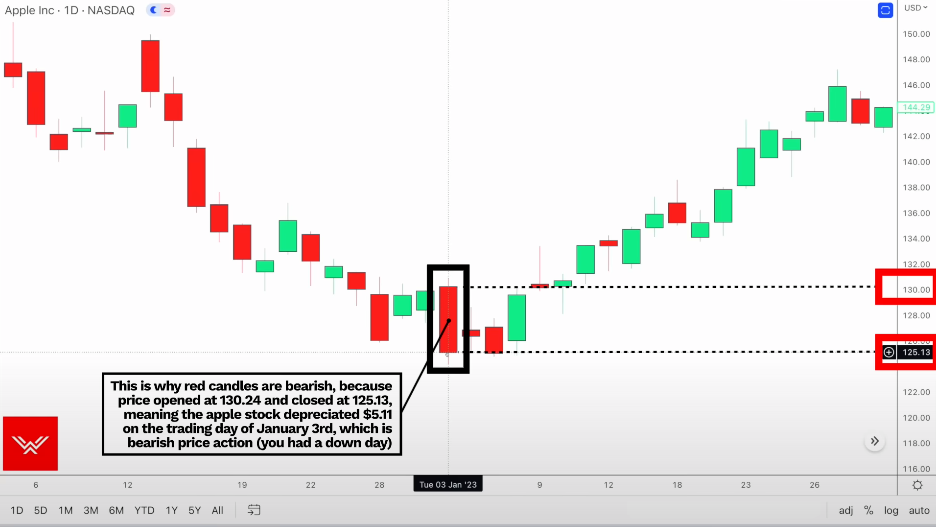 Apple Inc · 1D · NASDAQ
USD
150.00
148.00
146.00
144.29
142.00
140.00
138.00
136.00
134.00
132.00
130.00
128.00
125.13
122.00
120.00
118.00
116.00
This is why red candles are bearish, because
price opened at 130.24 and closed at 125.13,
meaning the apple stock depreciated $5.11
on the trading day of January 3rd, which is
bearish price action (you had a down day)
6 12 19 22 28 Tue 03 Jan '23 9 12 18 23 26
1D 5D 1M 3M 6M YTD 1Y 5Y All adj % log auto